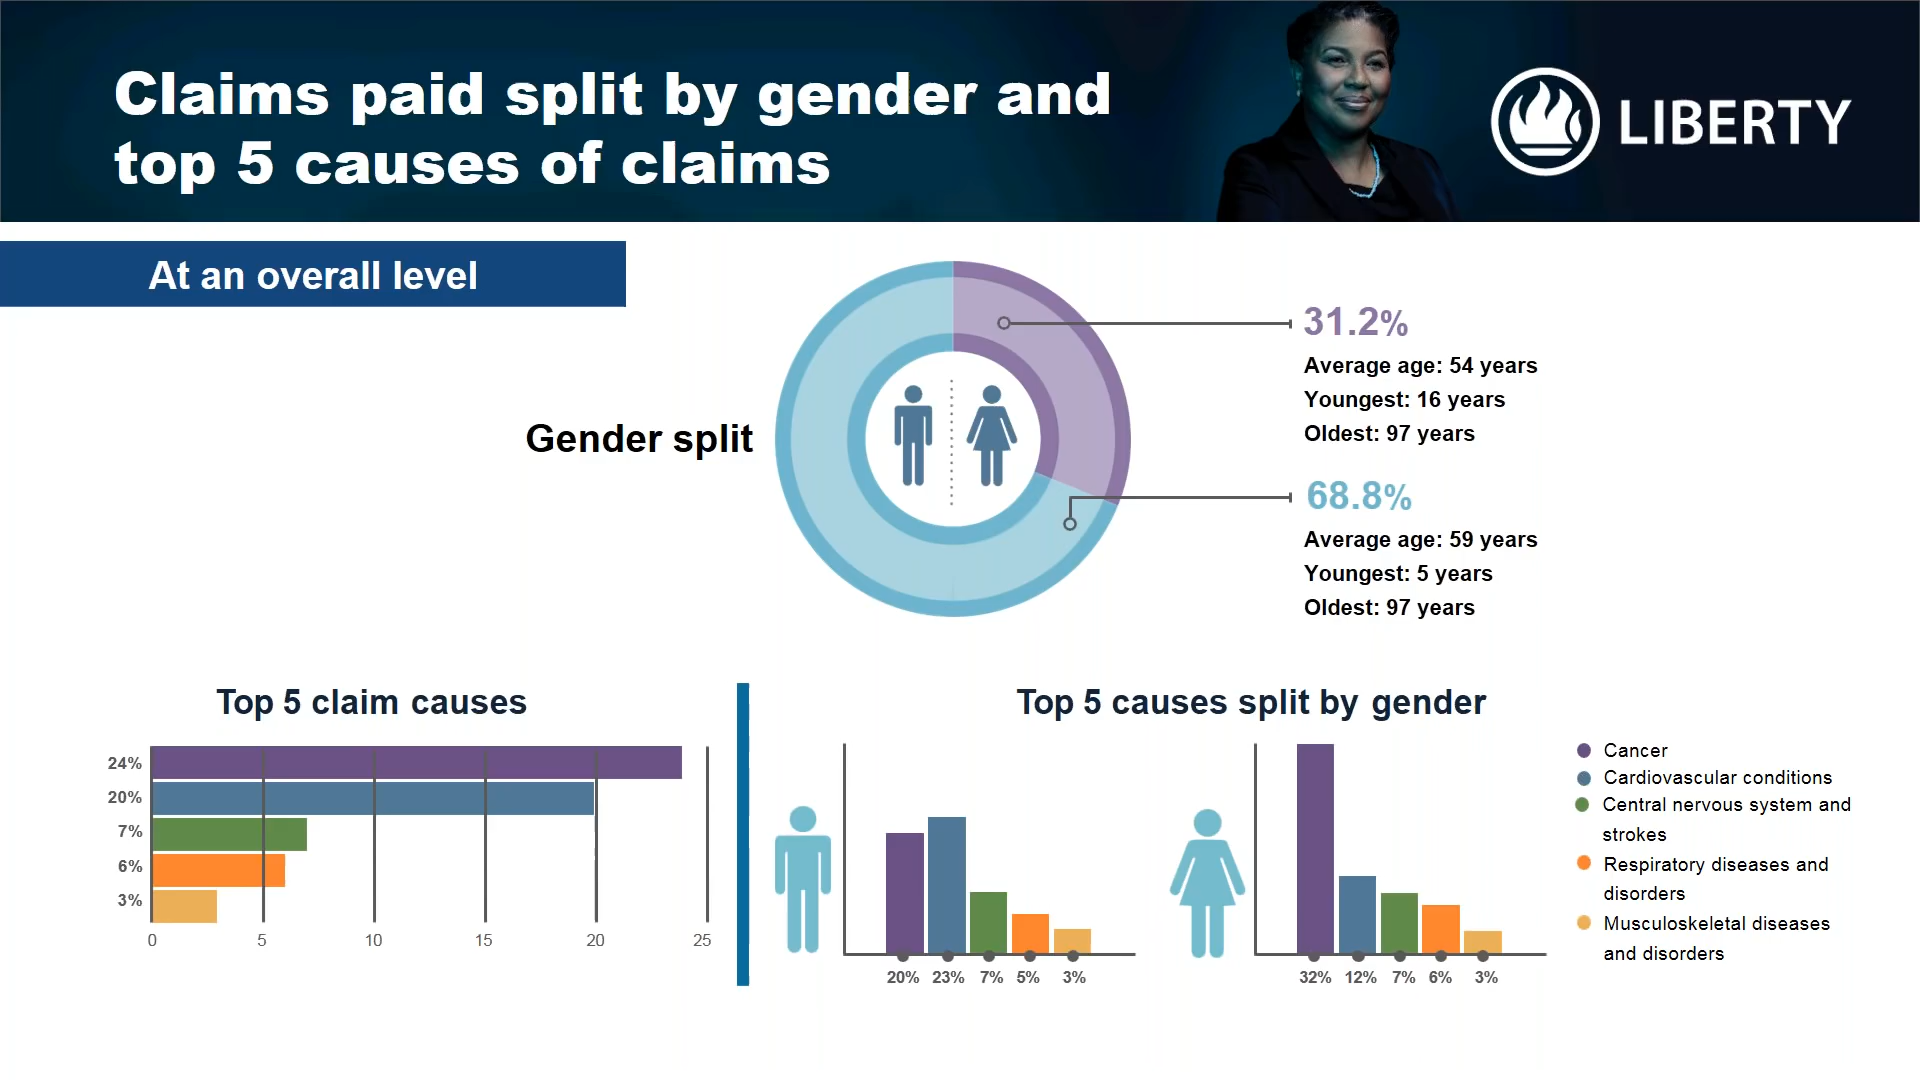 Claims paid split by gender and
top 5 causes of claims
LIBERTY
At an overall level
Gender split
31.2%
Average age: 54 years
Youngest: 16 years
Oldest: 97 years
68.8%
Average age: 59 years
Youngest: 5 years
Oldest: 97 years
Top 5 claim causes
24%
20%
7%
6%
3%
0 5 10 15 20 25
Top 5 causes split by gender
20% 23% 7% 5% 3%
32% 12% 7% 6% 3%
Cancer
Cardiovascular conditions
Central nervous system and
strokes
Respiratory diseases and
disorders
Musculoskeletal diseases
and disorders